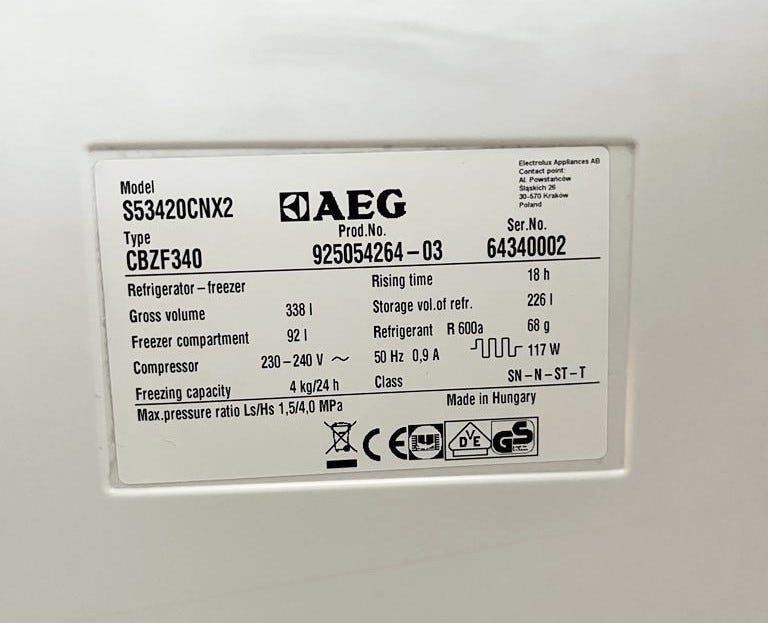 Electrolux Appliances AB
Contact point:
Al. Powstańców
Śląskich 26
30-570 Kraków
Poland
Model
S53420CNX2
AEG
Type
CBZF340
Prod.No.
925054264-03
Ser.No.
64340002
Refrigerator-freezer
Rising time 18 h
Gross volume 338 l
Storage vol.of refr. 226 l
Freezer compartment 92 l
Refrigerant R 600a 68 g
Compressor 230-240 V ~ 50 Hz 0,9 A 117 W
Freezing capacity 4 kg/24 h
Class SN-N-ST-T
Max.pressure ratio Ls/Hs 1,5/4,0 MPa
Made in Hungary
CE
DVE
GS